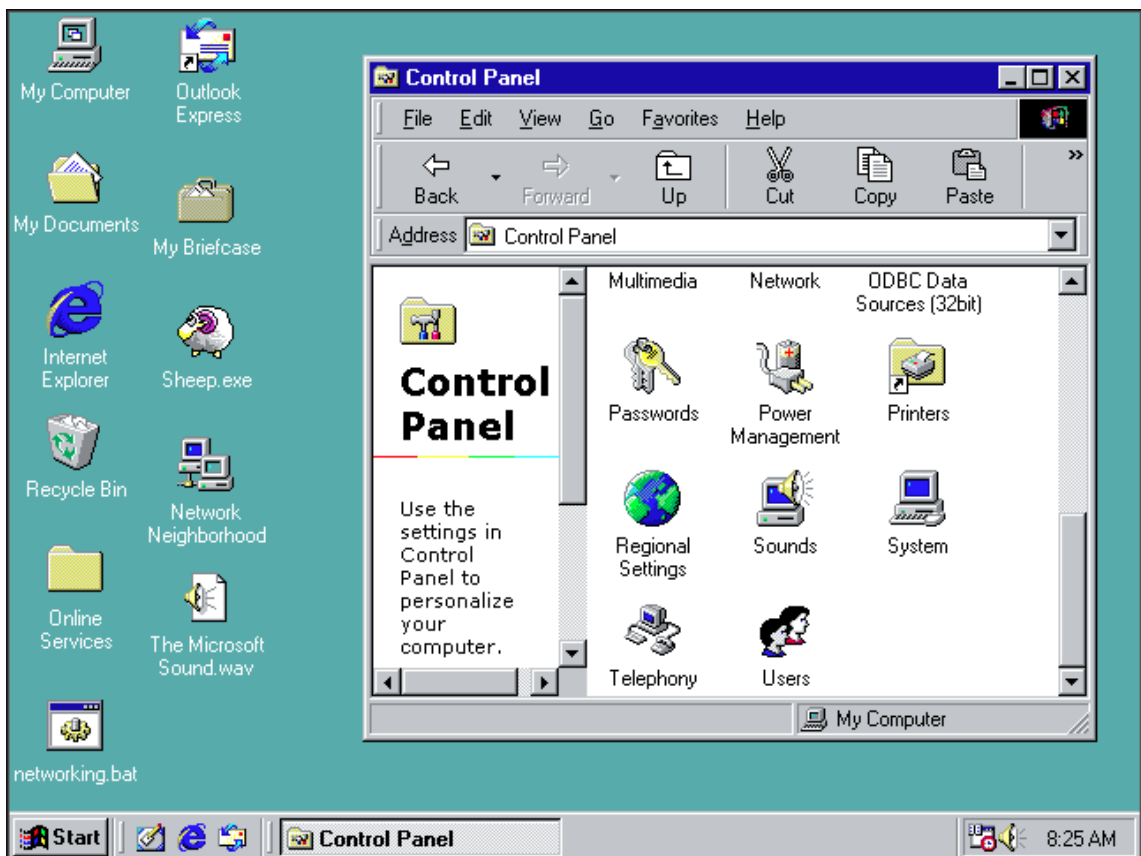 My Computer
Outlook
Express
My Documents
My Briefcase
Internet
Explorer
Sheep.exe
Recycle Bin
Network
Neighborhood
Online
Services
The Microsoft
Sound.wav
networking.bat
Control Panel
File Edit View Go Favorites Help
Back Forward Up Cut Copy Paste »
Address Control Panel
Control
Panel
Use the
settings in
Control
Panel to
personalize
your
computer.
Multimedia Network ODBC Data
Sources (32bit)
Passwords Power
Management Printers
Regional
Settings Sounds System
Telephony Users
My Computer
Start Control Panel 8:25 AM